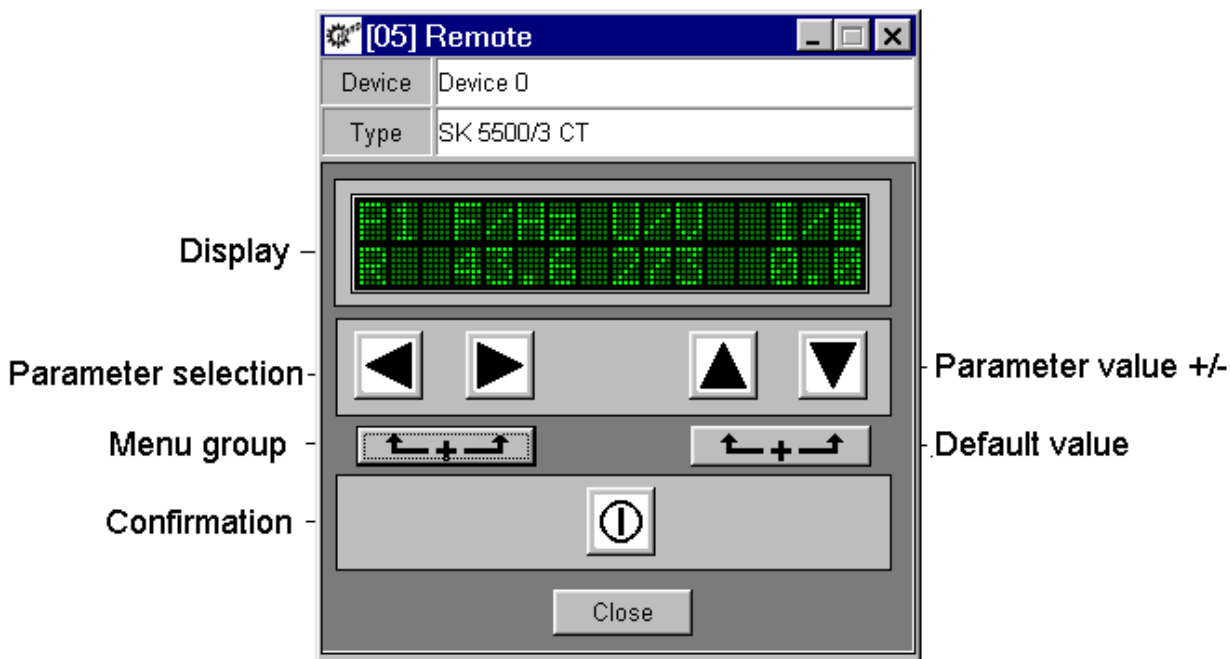 [05] Remote
Device Device 0
Type SK 5500/3 CT
Display
P1 F/Hz U/V I/A
R 43.6 273 0.0
Parameter selection
Parameter value +/-
Menu group
Default value
Confirmation
Close